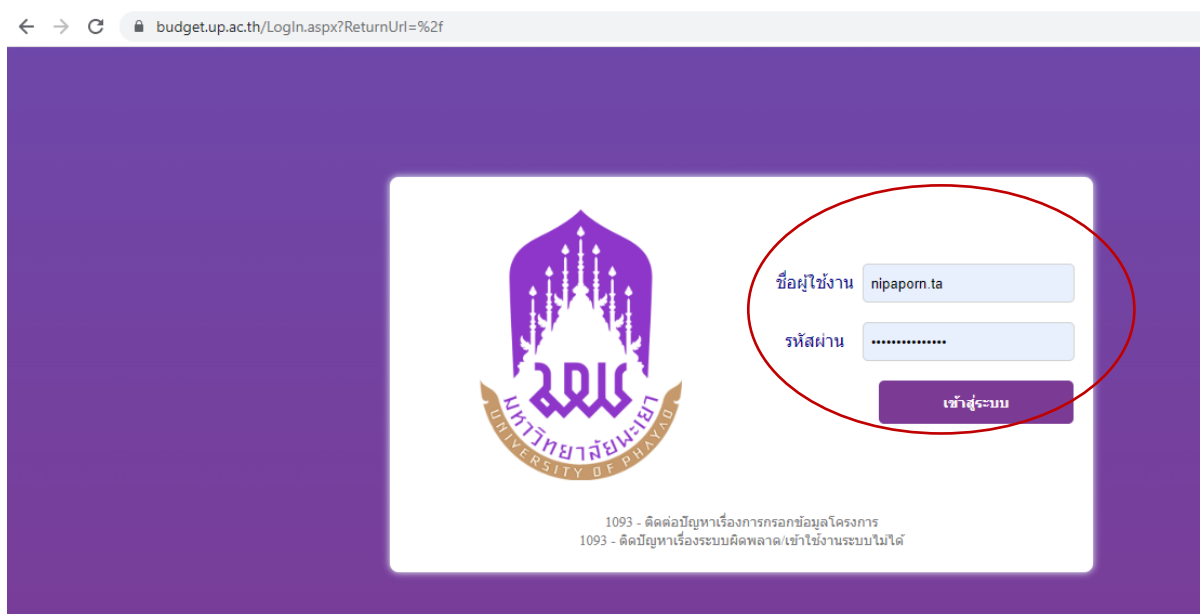 budget.up.ac.th/LogIn.aspx?ReturnUrl=%2f
ชื่อผู้ใช้งาน nipaporn.ta
รหัสผ่าน •••••••••••••••
เข้าสู่ระบบ
มหาวิทยาลัยพะเยา
UNIVERSITY OF PHAYAO
1093 - ติดต่อปัญหาเรื่องการกรอกข้อมูลโครงการ
1093 - ติดปัญหาเรื่องระบบผิดพลาด/เข้าใช้งานระบบไม่ได้